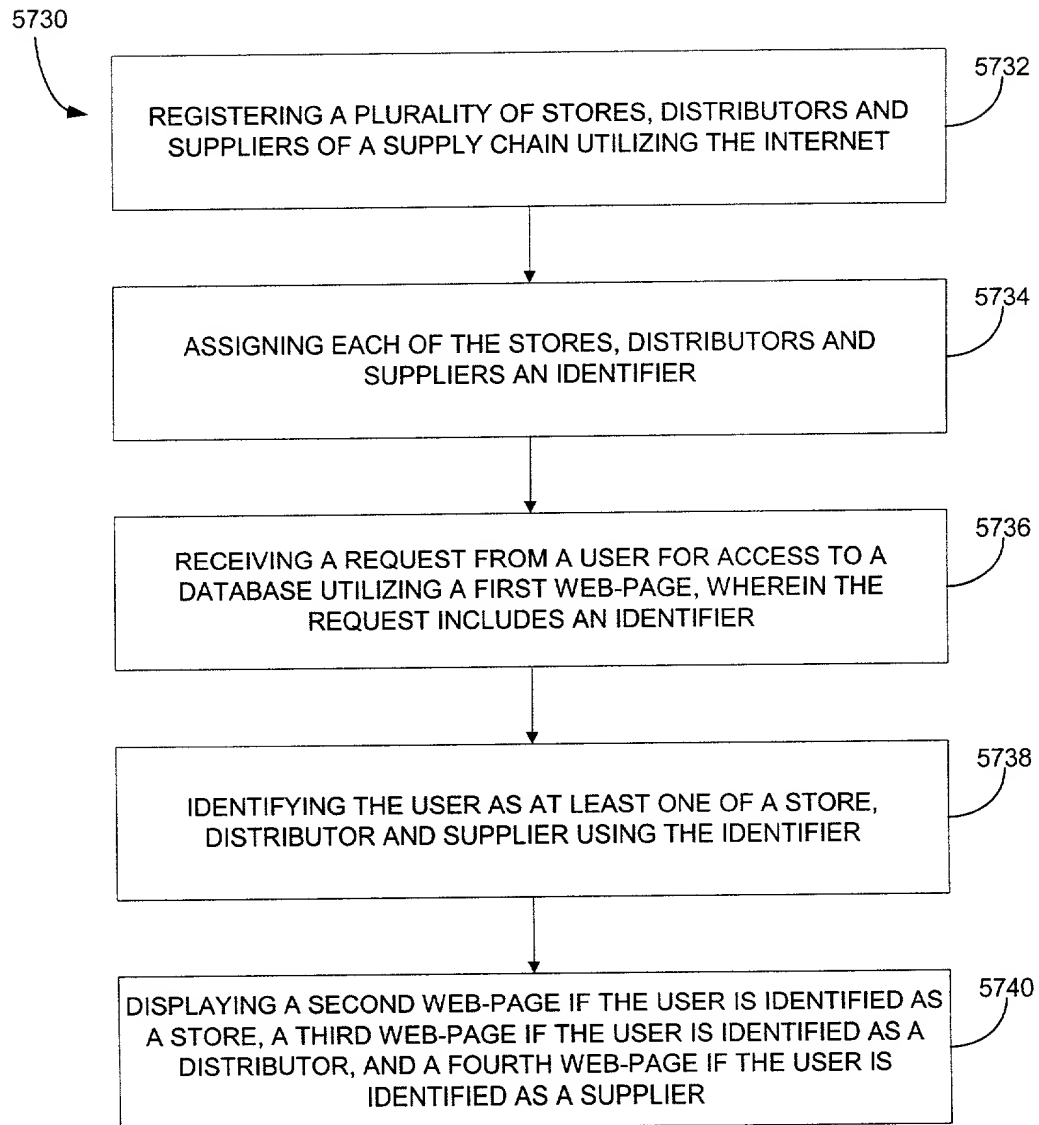 5730
5732
REGISTERING A PLURALITY OF STORES, DISTRIBUTORS AND
SUPPLIERS OF A SUPPLY CHAIN UTILIZING THE INTERNET
5734
ASSIGNING EACH OF THE STORES, DISTRIBUTORS AND
SUPPLIERS AN IDENTIFIER
5736
RECEIVING A REQUEST FROM A USER FOR ACCESS TO A
DATABASE UTILIZING A FIRST WEB-PAGE, WHEREIN THE
REQUEST INCLUDES AN IDENTIFIER
5738
IDENTIFYING THE USER AS AT LEAST ONE OF A STORE,
DISTRIBUTOR AND SUPPLIER USING THE IDENTIFIER
5740
DISPLAYING A SECOND WEB-PAGE IF THE USER IS IDENTIFIED AS
A STORE, A THIRD WEB-PAGE IF THE USER IS IDENTIFIED AS A
DISTRIBUTOR, AND A FOURTH WEB-PAGE IF THE USER IS
IDENTIFIED AS A SUPPLIER